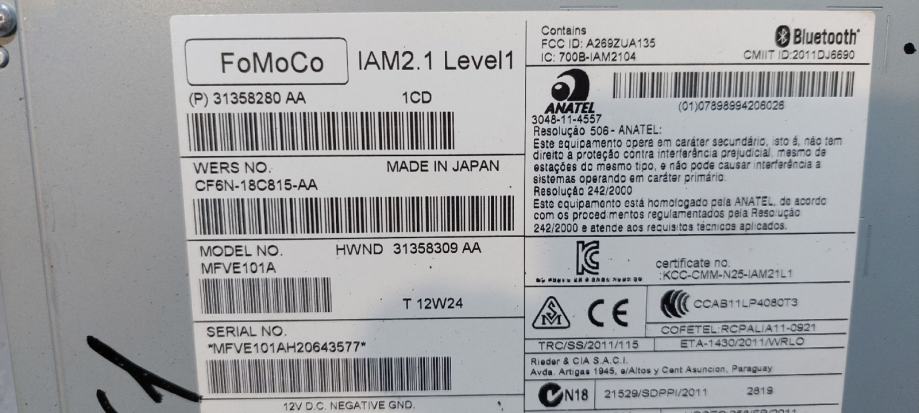 FoMoCo
IAM2.1 Level1
(P) 31358280 AA 1CD
WERS NO. MADE IN JAPAN
CF6N-18C815-AA
MODEL NO. HWND 31358309 AA
MFVE101A
T 12W24
SERIAL NO.
*MFVE101AH20643577*
12V D.C. NEGATIVE GND.
Contains
FCC ID: A269ZUA135
IC: 700B-IAM2104
Bluetooth®
CMIIT ID:2011DJ6690
ANATEL
(01)07898994206026
3048-11-4557
Resolução 506 - ANATEL:
Este equipamento opera em caráter secundário, isto é, não tem
direito a proteção contra interferência prejudicial, mesmo de
estações do mesmo tipo, e não pode causar interferência a
sistemas operando em caráter primário.
Resolução 242/2000
Este equipamento está homologado pela ANATEL, de acordo
com os procedimentos regulamentados pela Resolução
242/2000 e atende aos requisitos técnicos aplicados.
certificate no.
:KCC-CMM-N25-IAM21L1
CE
CCAB11LP4080T3
COFETEL:RCPALIA11-0921
TRC/SS/2011/115 ETA-1430/2011/WRLO
Rieder & CIA S.A.C.I.
Avda. Artigas 1945, e/Altos y Cent Asuncion, Paraguay
N18 21529/SDPPI/2011 2819